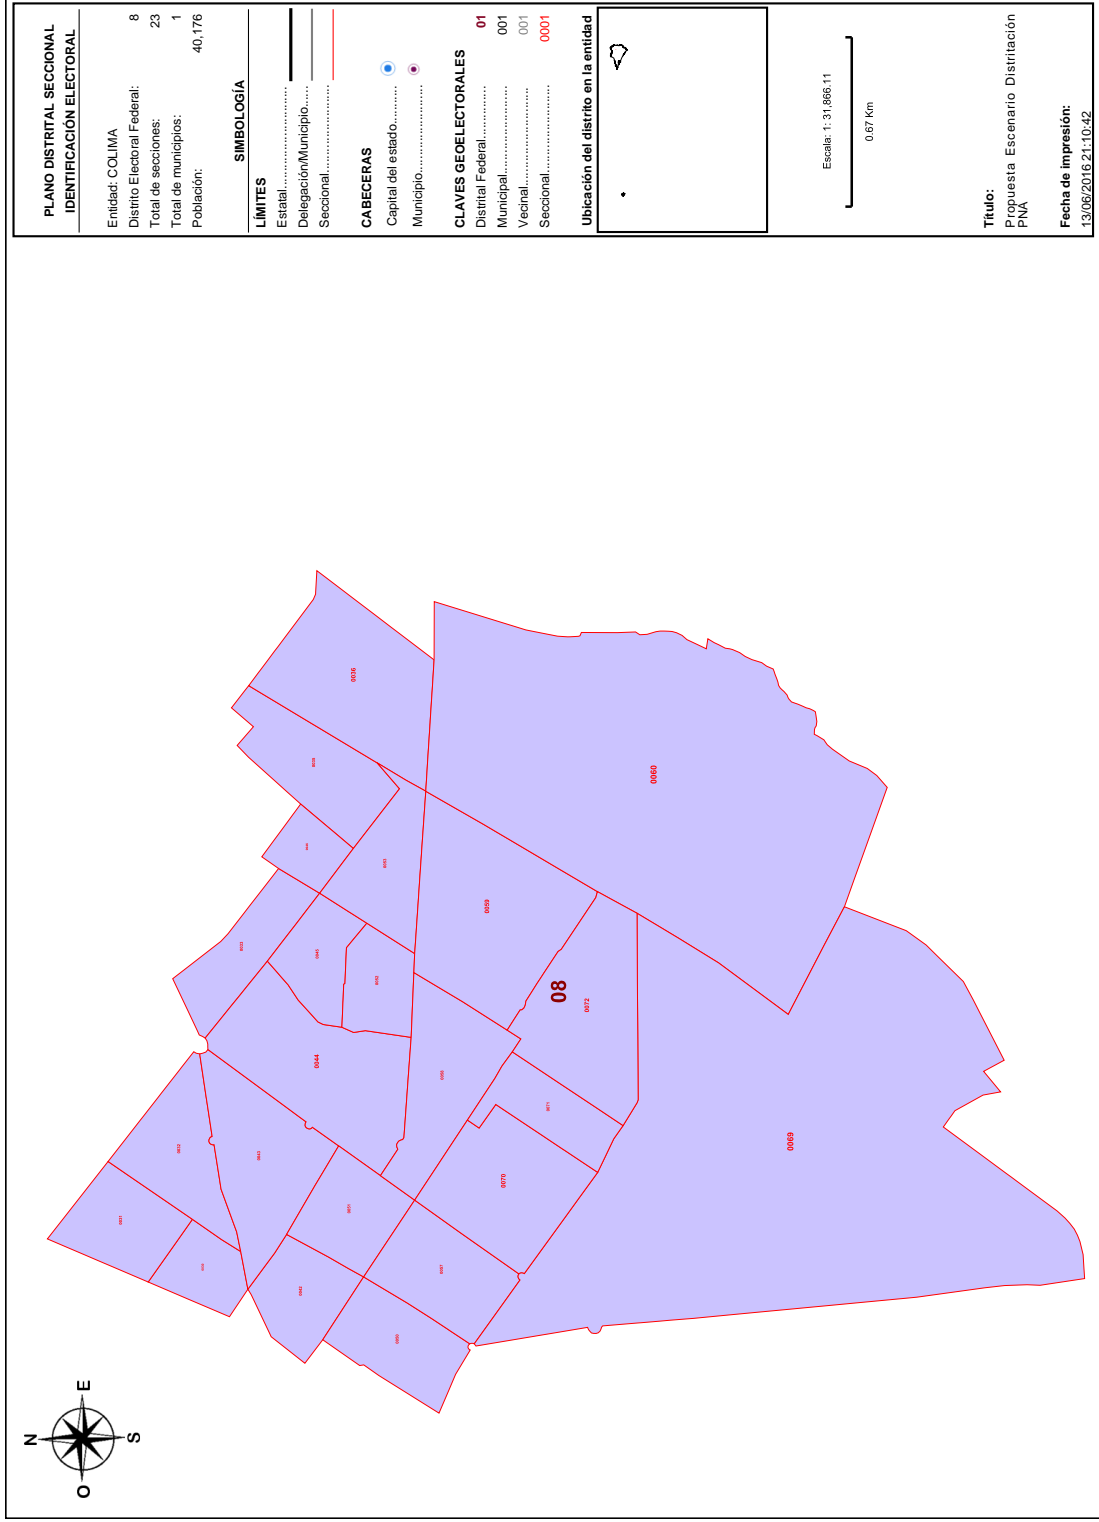 PLANO DISTRITAL SECCIONAL
IDENTIFICACIÓN ELECTORAL
Entidad: COLIMA
Distrito Electoral Federal: 8
Total de secciones: 23
Total de municipios: 1
Población: 40,176
SIMBOLOGÍA
LÍMITES
Estatal
Delegación/Municipio
Seccional
CABECERAS
Capital del estado
Municipio
CLAVES GEOELECTORALES
Distrital Federal 01
Municipal 001
Vecinal 001
Seccional 0001
Ubicación del distrito en la entidad
Escala: 1: 31,866.11
0.67 Km
Título:
Propuesta Escenario Distritación
PNA
Fecha de impresión:
13/06/2016 21:10:42
N
E
S
O
0036
0060
0059
08
0072
0044
0070
0069
0071